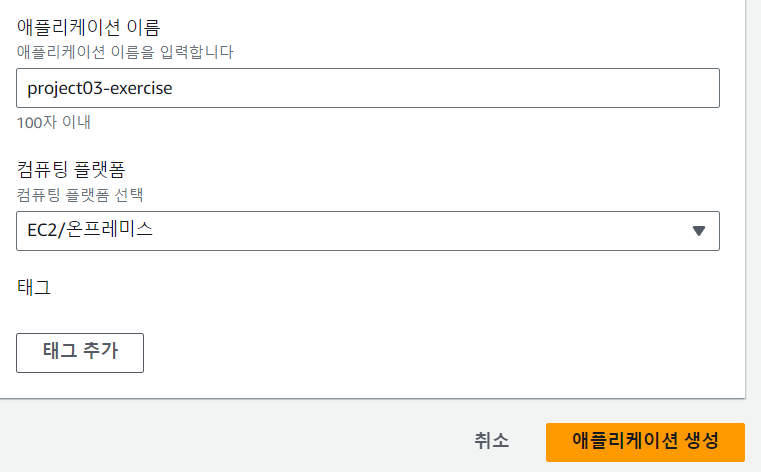 애플리케이션 이름
애플리케이션 이름을 입력합니다
project03-exercise
100자 이내
컴퓨팅 플랫폼
컴퓨팅 플랫폼 선택
EC2/온프레미스
태그
태그 추가
취소 애플리케이션 생성